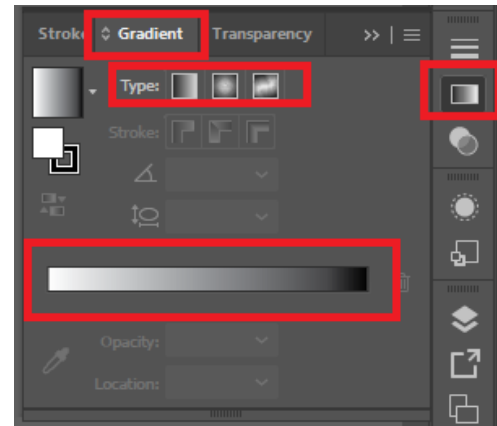 Stroke Gradient Transparency
Type:
Stroke:
Opacity:
Location: